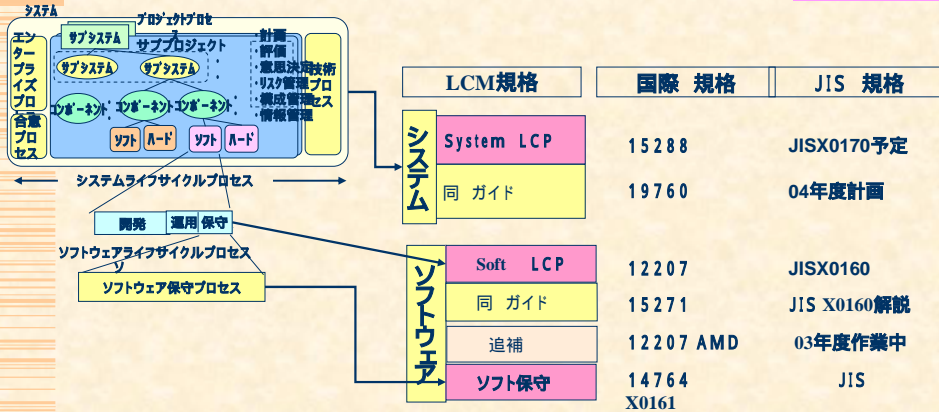 システム
プロジェクトプロセス
エンタープライズプロ
合意プロセス
サブシステム
サブプロジェクト
サブシステム サブシステム
コンポーネント コンポーネント コンポーネント
ソフト ハード ソフト ハード
・計画
・評価
・意思決定
・リスク管理
・構成管理
・情報管理
技術プロセス
システムライフサイクルプロセス
開発 運用 保守
ソフトウェアライフサイクルプロセス
ソ
ソフトウェア保守プロセス
LCM規格 国際 規格 JIS 規格
システム
System LCP 15288 JISX0170予定
同 ガイド 19760 04年度計画
ソフトウェア
Soft LCP 12207 JISX0160
同 ガイド 15271 JIS X0160解説
追補 12207 AMD 03年度作業中
ソフト保守 14764 JIS
X0161